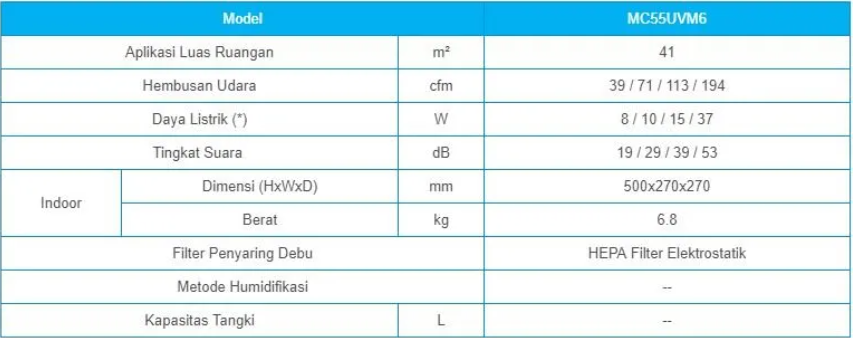 Model MC55UVM6
Aplikasi Luas Ruangan m² 41
Hembusan Udara cfm 39 / 71 / 113 / 194
Daya Listrik (*) W 8 / 10 / 15 / 37
Tingkat Suara dB 19 / 29 / 39 / 53
Indoor Dimensi (HxWxD) mm 500x270x270
Berat kg 6.8
Filter Penyaring Debu HEPA Filter Elektrostatik
Metode Humidifikasi --
Kapasitas Tangki L --